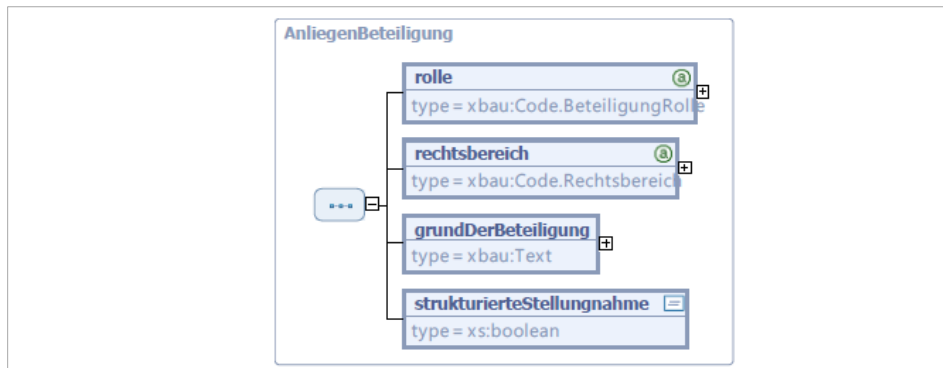 AnliegenBeteiligung
rolle
type = xbau:Code.BeteiligungRolle
rechtsbereich
type = xbau:Code.Rechtsbereich
grundDerBeteiligung
type = xbau:Text
strukturierteStellungnahme
type = xs:boolean